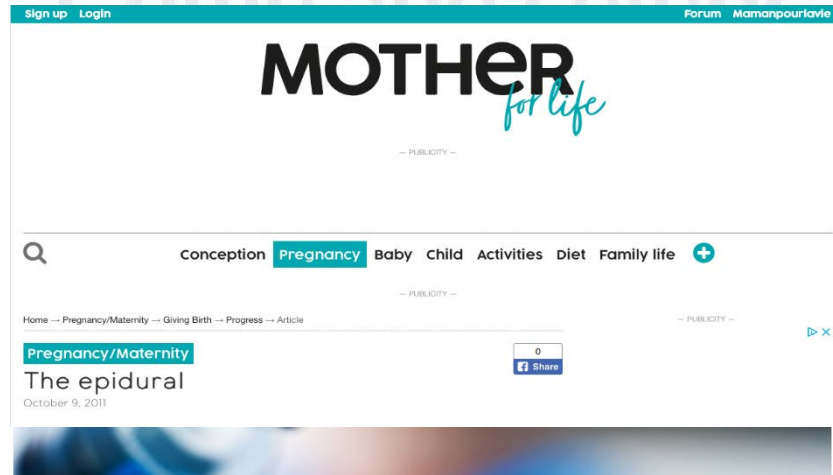 Sign up Login Forum Mamanpourlavie
MOTHER
for life
— PUBLICITY —
Conception Pregnancy Baby Child Activities Diet Family life
— PUBLICITY —
Home → Pregnancy/Maternity → Giving Birth → Progress → Article
— PUBLICITY —
Pregnancy/Maternity
0
Share
The epidural
October 9, 2011